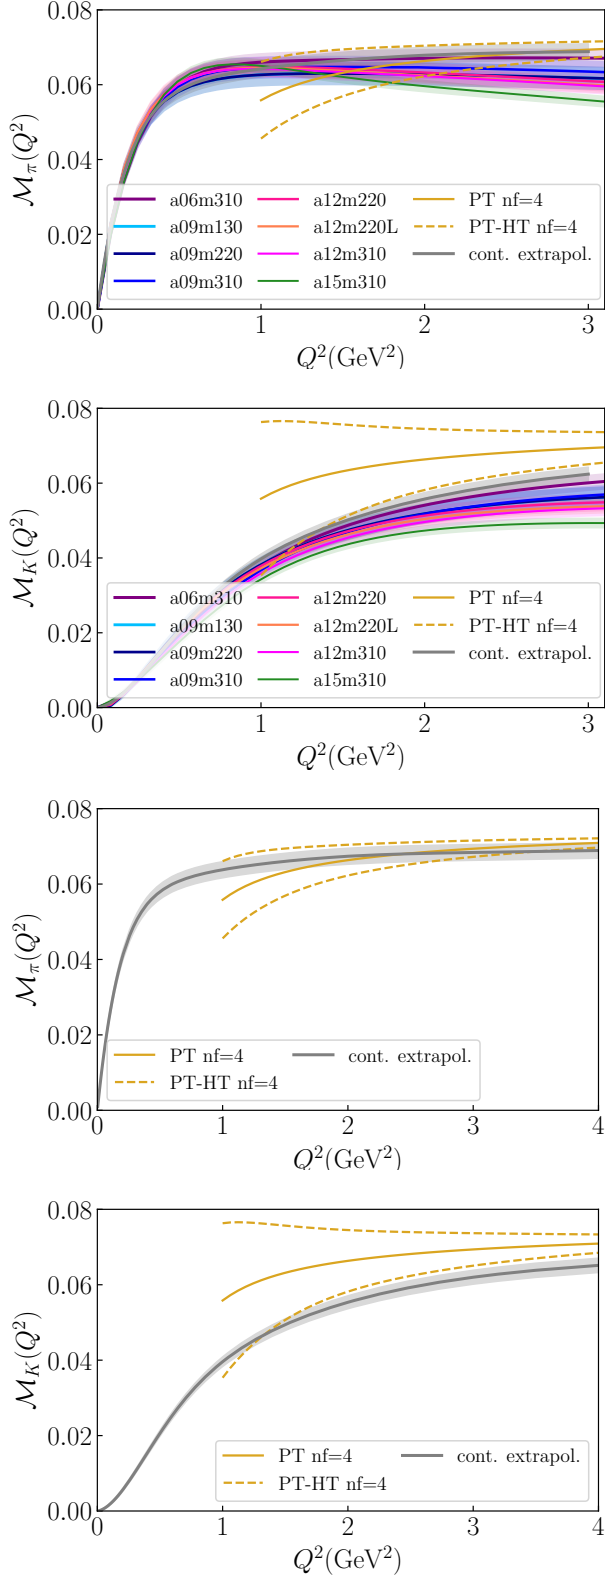 0.08
0.06
0.04
0.02
0.00
ℳπ(Q²)
a06m310 a12m220 PT nf=4
a09m130 a12m220L PT-HT nf=4
a09m220 a12m310 cont. extrapol.
a09m310 a15m310
0 1 2 3
Q²(GeV²)
0.08
0.06
0.04
0.02
0.00
ℳK(Q²)
a06m310 a12m220 PT nf=4
a09m130 a12m220L PT-HT nf=4
a09m220 a12m310 cont. extrapol.
a09m310 a15m310
0 1 2 3
Q²(GeV²)
0.08
0.06
0.04
0.02
0.00
ℳπ(Q²)
PT nf=4 cont. extrapol.
PT-HT nf=4
0 1 2 3 4
Q²(GeV²)
0.08
0.06
0.04
0.02
0.00
ℳK(Q²)
PT nf=4 cont. extrapol.
PT-HT nf=4
0 1 2 3 4
Q²(GeV²)